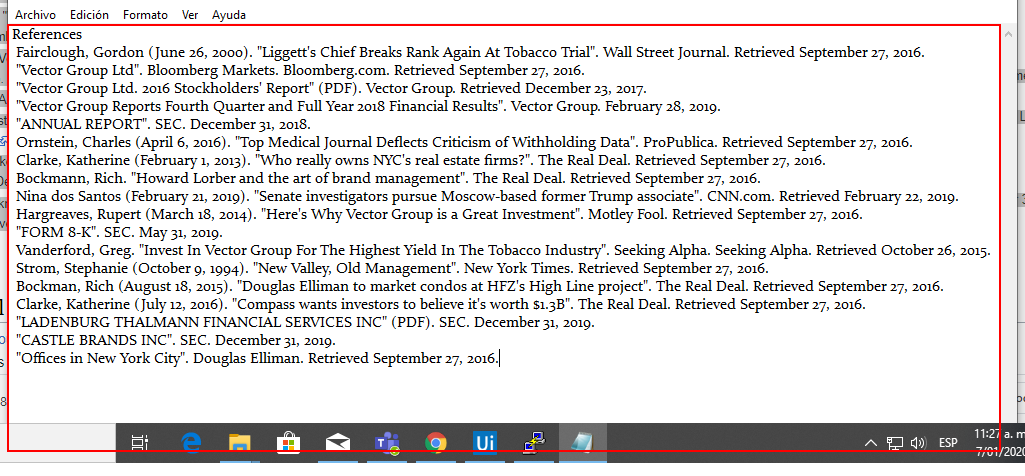 Archivo Edición Formato Ver Ayuda
References
Fairclough, Gordon (June 26, 2000). "Liggett's Chief Breaks Rank Again At Tobacco Trial". Wall Street Journal. Retrieved September 27, 2016.
"Vector Group Ltd". Bloomberg Markets. Bloomberg.com. Retrieved September 27, 2016.
"Vector Group Ltd. 2016 Stockholders' Report" (PDF). Vector Group. Retrieved December 23, 2017.
"Vector Group Reports Fourth Quarter and Full Year 2018 Financial Results". Vector Group. February 28, 2019.
"ANNUAL REPORT". SEC. December 31, 2018.
Ornstein, Charles (April 6, 2016). "Top Medical Journal Deflects Criticism of Withholding Data". ProPublica. Retrieved September 27, 2016.
Clarke, Katherine (February 1, 2013). "Who really owns NYC's real estate firms?". The Real Deal. Retrieved September 27, 2016.
Bockmann, Rich. "Howard Lorber and the art of brand management". The Real Deal. Retrieved September 27, 2016.
Nina dos Santos (February 21, 2019). "Senate investigators pursue Moscow-based former Trump associate". CNN.com. Retrieved February 22, 2019.
Hargreaves, Rupert (March 18, 2014). "Here's Why Vector Group is a Great Investment". Motley Fool. Retrieved September 27, 2016.
"FORM 8-K". SEC. May 31, 2019.
Vanderford, Greg. "Invest In Vector Group For The Highest Yield In The Tobacco Industry". Seeking Alpha. Seeking Alpha. Retrieved October 26, 2015.
Strom, Stephanie (October 9, 1994). "New Valley, Old Management". New York Times. Retrieved September 27, 2016.
Bockman, Rich (August 18, 2015). "Douglas Elliman to market condos at HFZ's High Line project". The Real Deal. Retrieved September 27, 2016.
Clarke, Katherine (July 12, 2016). "Compass wants investors to believe it's worth $1.3B". The Real Deal. Retrieved September 27, 2016.
"LADENBURG THALMANN FINANCIAL SERVICES INC" (PDF). SEC. December 31, 2019.
"CASTLE BRANDS INC". SEC. December 31, 2019.
"Offices in New York City". Douglas Elliman. Retrieved September 27, 2016.
Ui
ESP
11:27 a. m
7/01/2020